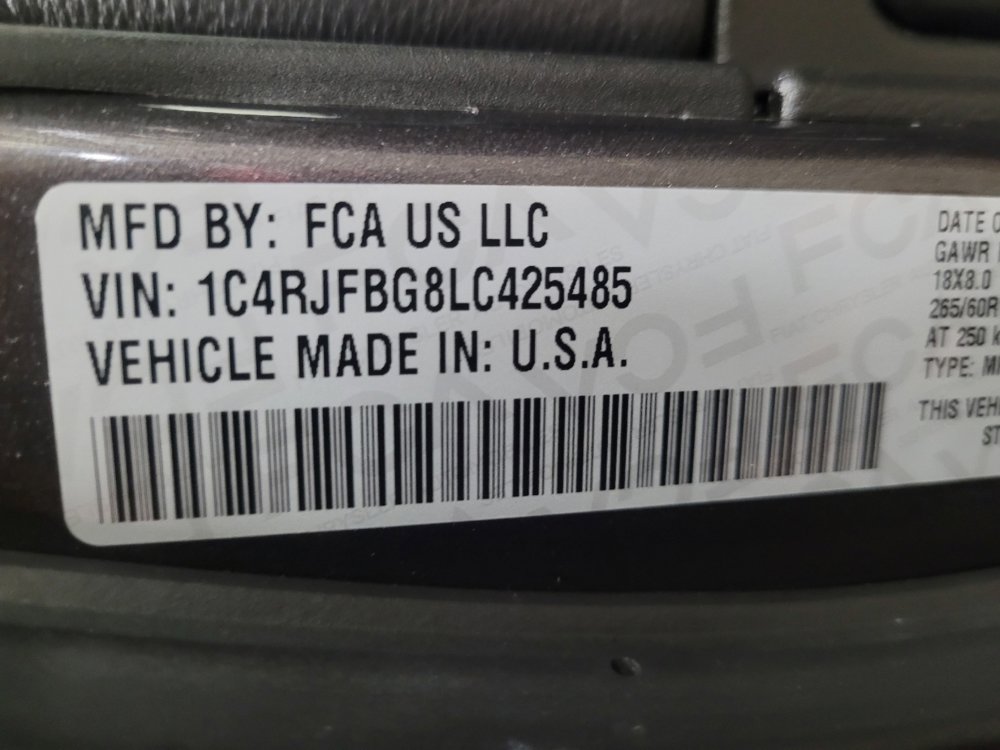 MFD BY: FCA US LLC
VIN: 1C4RJFBG8LC425485
VEHICLE MADE IN: U.S.A.
DATE
GAWR
18X8.0
265/60R
AT 250
TYPE:
THIS